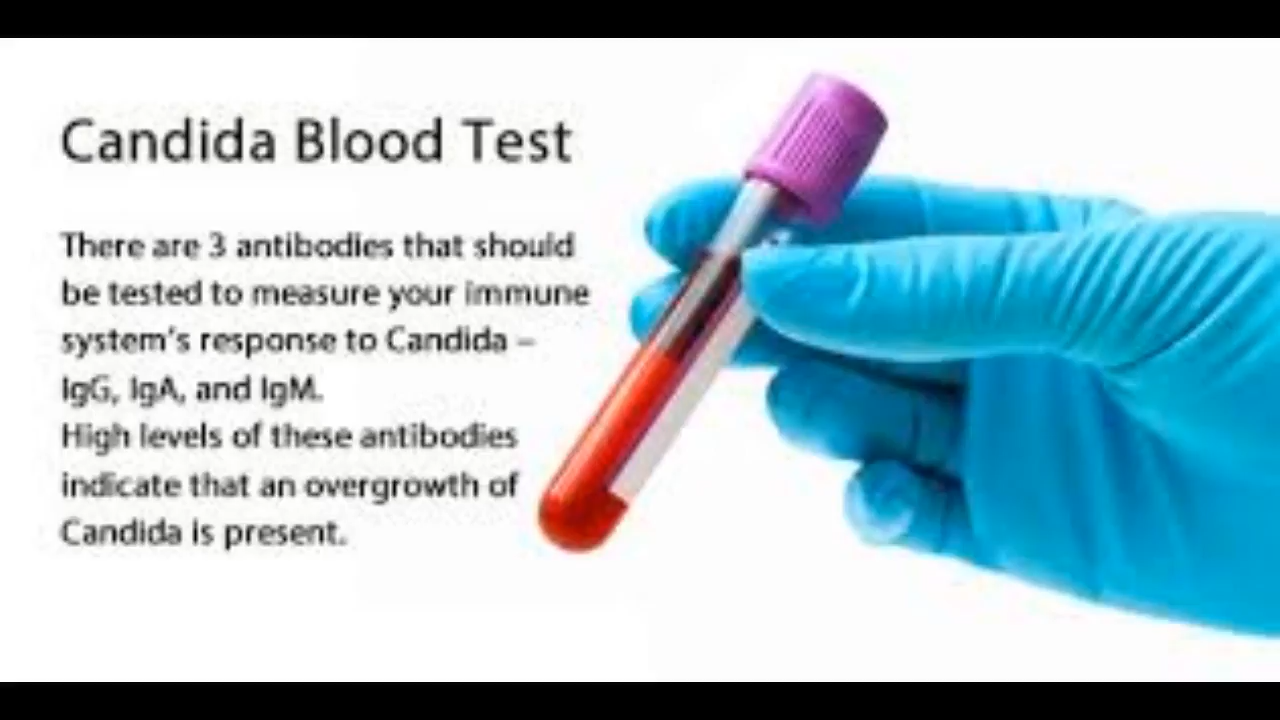 Candida Blood Test
There are 3 antibodies that should
be tested to measure your immune
system's response to Candida –
IgG, IgA, and IgM.
High levels of these antibodies
indicate that an overgrowth of
Candida is present.